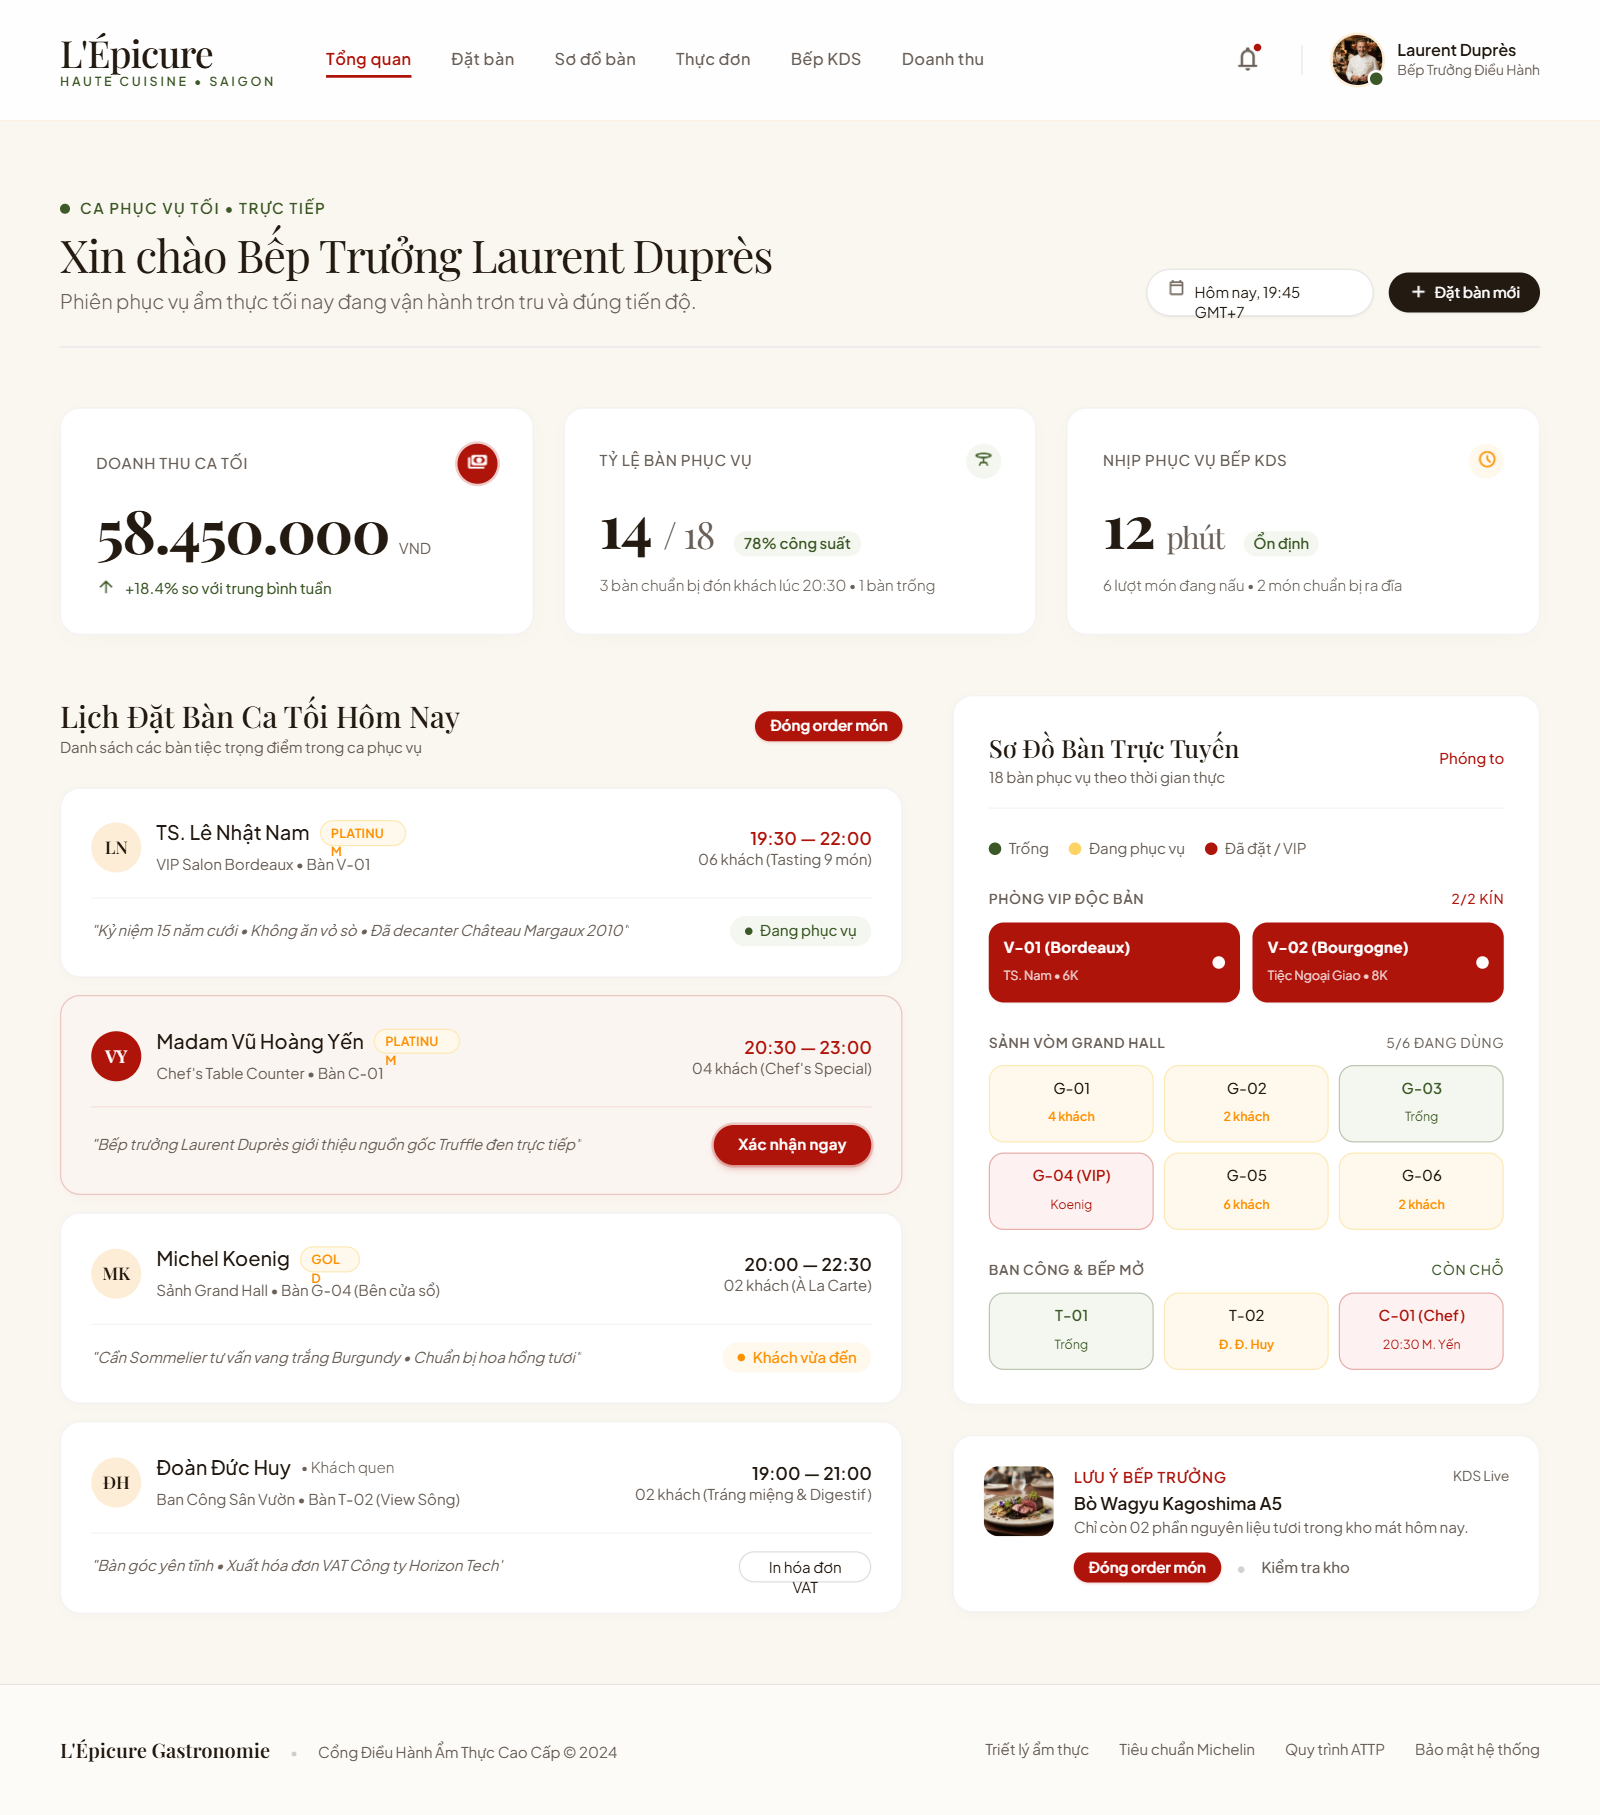 L'Épicure
HAUTE CUISINE • SAIGON
Tổng quan
Đặt bàn
Sơ đồ bàn
Thực đơn
Bếp KDS
Doanh thu
Laurent Duprès
Bếp Trưởng Điều Hành
CA PHỤC VỤ TỐI • TRỰC TIẾP
Xin chào Bếp Trưởng Laurent Duprès
Phiên phục vụ ẩm thực tối nay đang vận hành trơn tru và đúng tiến độ.
Hôm nay, 19:45
GMT+7
Đặt bàn mới
DOANH THU CA TỐI
58.450.000 VND
+18.4% so với trung bình tuần
TỶ LỆ BÀN PHỤC VỤ
14 / 18 78% công suất
3 bàn chuẩn bị đón khách lúc 20:30 • 1 bàn trống
NHỊP PHỤC VỤ BẾP KDS
12 phút Ổn định
6 lượt món đang nấu • 2 món chuẩn bị ra đĩa
Lịch Đặt Bàn Ca Tối Hôm Nay
Danh sách các bàn tiệc trọng điểm trong ca phục vụ
Đóng order món
LN
TS. Lê Nhật Nam
PLATINU
M
VIP Salon Bordeaux • Bàn V-01
19:30 — 22:00
06 khách (Tasting 9 món)
"Kỷ niệm 15 năm cưới • Không ăn vỏ sò • Đã decanter Château Margaux 2010"
Đang phục vụ
VY
Madam Vũ Hoàng Yến
PLATINU
M
Chef's Table Counter • Bàn C-01
20:30 — 23:00
04 khách (Chef's Special)
"Bếp trưởng Laurent Duprès giới thiệu nguồn gốc Truffle đen trực tiếp"
Xác nhận ngay
MK
Michel Koenig
GOL
D
Sảnh Grand Hall • Bàn G-04 (Bên cửa sổ)
20:00 — 22:30
02 khách (À La Carte)
"Cần Sommelier tư vấn vang trắng Burgundy • Chuẩn bị hoa hồng tươi"
Khách vừa đến
ĐH
Đoàn Đức Huy • Khách quen
Ban Công Sân Vườn • Bàn T-02 (View Sông)
19:00 — 21:00
02 khách (Tráng miệng & Digestif)
"Bàn góc yên tĩnh • Xuất hóa đơn VAT Công ty Horizon Tech"
In hóa đơn
VAT
Sơ Đồ Bàn Trực Tuyến
18 bàn phục vụ theo thời gian thực
Phóng to
Trống
Đang phục vụ
Đã đặt / VIP
PHÒNG VIP ĐỘC BẢN
2/2 KÍN
V-01 (Bordeaux)
TS. Nam • 6K
V-02 (Bourgogne)
Tiệc Ngoại Giao • 8K
SẢNH VÒM GRAND HALL
5/6 ĐANG DÙNG
G-01
4 khách
G-02
2 khách
G-03
Trống
G-04 (VIP)
Koenig
G-05
6 khách
G-06
2 khách
BAN CÔNG & BẾP MỞ
CÒN CHỖ
T-01
Trống
T-02
Đ. Đ. Huy
C-01 (Chef)
20:30 M. Yến
LƯU Ý BẾP TRƯỞNG
KDS Live
Bò Wagyu Kagoshima A5
Chỉ còn 02 phần nguyên liệu tươi trong kho mát hôm nay.
Đóng order món
Kiểm tra kho
L'Épicure Gastronomie
Cổng Điều Hành Ẩm Thực Cao Cấp © 2024
Triết lý ẩm thực
Tiêu chuẩn Michelin
Quy trình ATTP
Bảo mật hệ thống